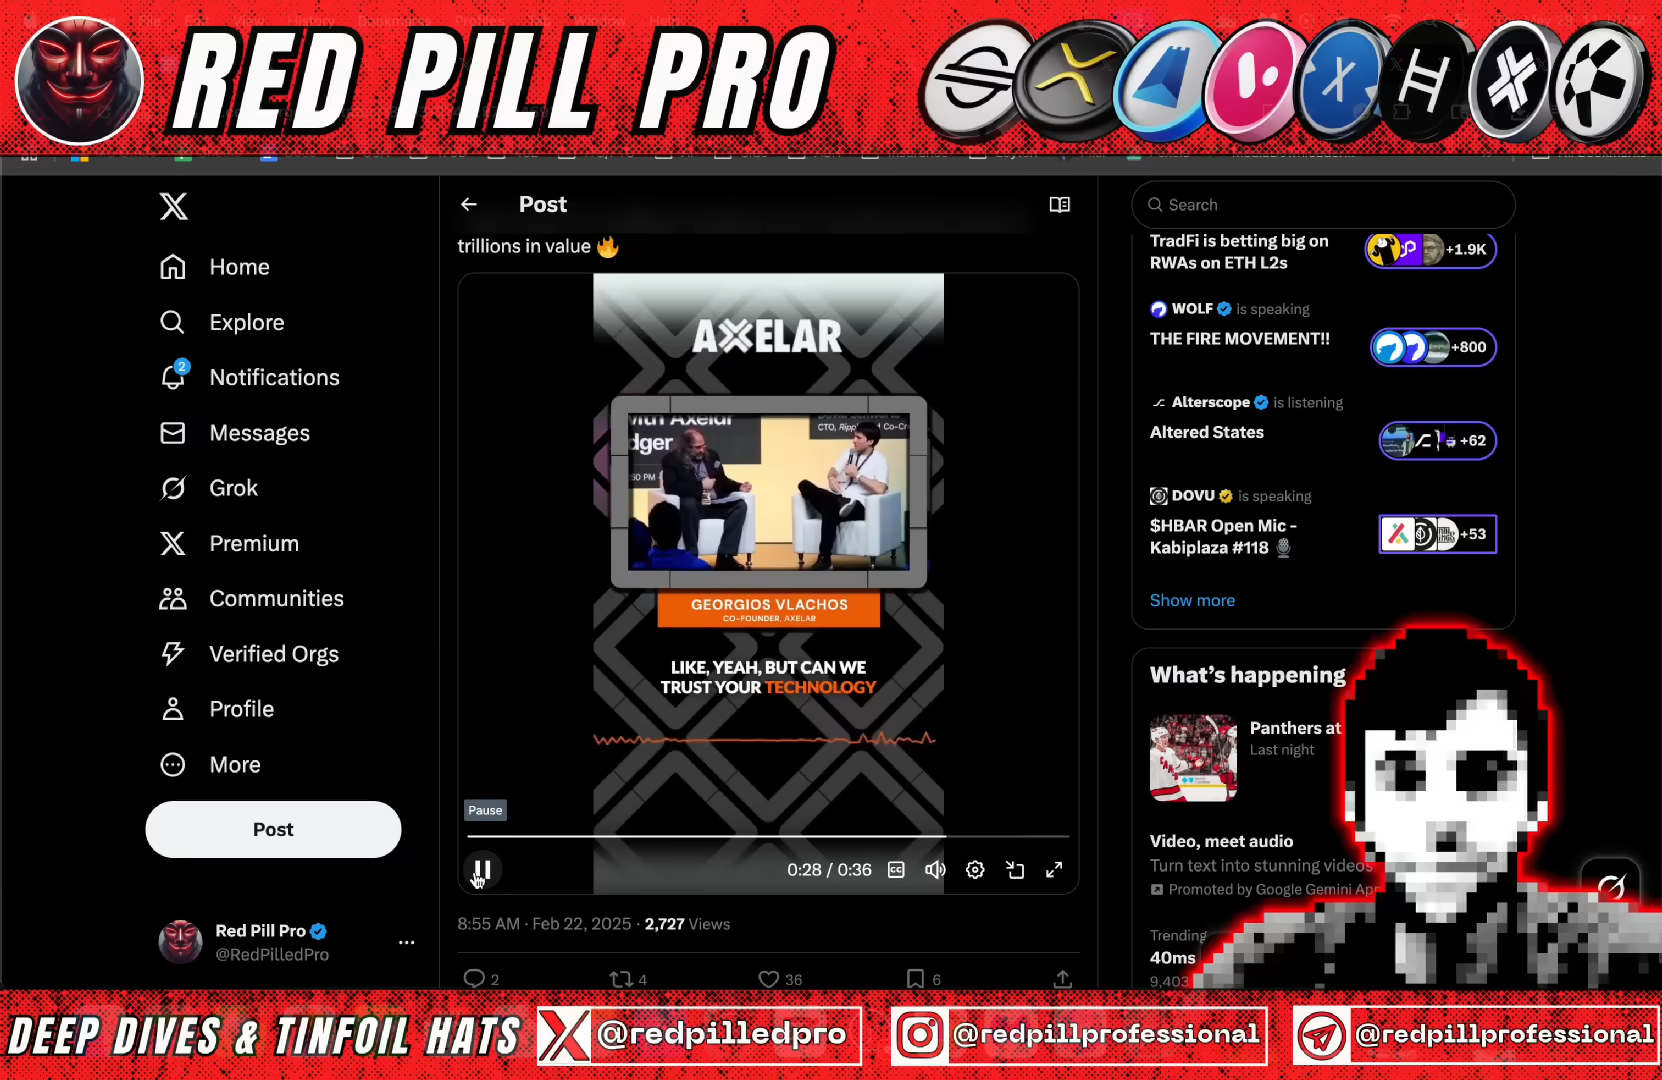 RED PILL PRO
Post
trillions in value 🔥
Home
Explore
2
Notifications
Messages
Grok
Premium
Communities
Verified Orgs
Profile
More
Post
Red Pill Pro
@RedPilledPro
AXELAR
with Axelar
dger
50 PM
CTO, Ripple
GEORGIOS VLACHOS
CO-FOUNDER, AXELAR
LIKE, YEAH, BUT CAN WE
TRUST YOUR TECHNOLOGY
Pause
0:28 / 0:36
8:55 AM · Feb 22, 2025 · 2,727 Views
2
4
36
6
Search
TradFi is betting big on
RWAs on ETH L2s
+1.9K
WOLF is speaking
THE FIRE MOVEMENT!!
+800
Alterscope is listening
Altered States
+62
DOVU is speaking
$HBAR Open Mic -
Kabiplaza #118 🎙
+53
Show more
What's happening
Panthers at
Last night
Video, meet audio
Turn text into stunning videos
Promoted by Google Gemini App
Trending
40ms
9,403
DEEP DIVES & TINFOIL HATS
@redpilledpro
@redpillprofessional
@redpillprofessional